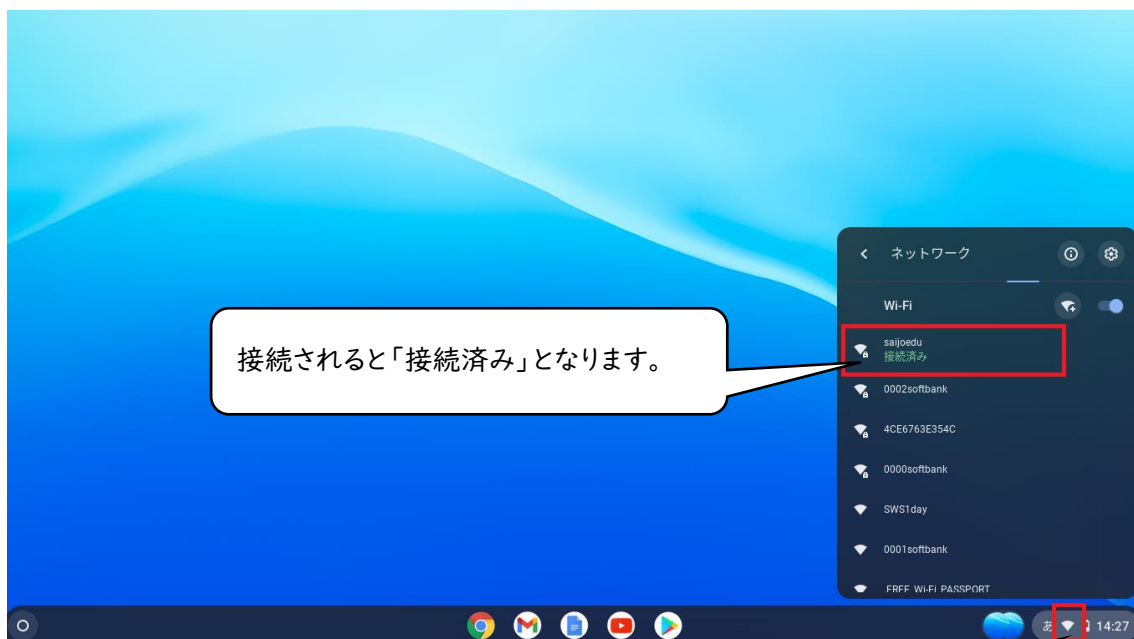 ネットワーク
Wi-Fi
saijoedu
接続済み
接続されると「接続済み」となります。
0002softbank
4CE6763E354C
0000softbank
SWS1day
0001softbank
FREE Wi-Fi PASSPORT
あ 14:27